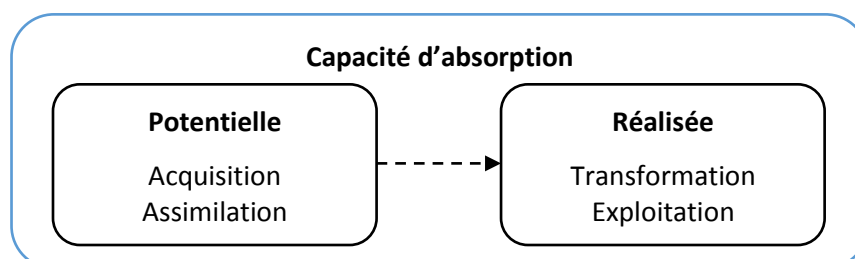 Capacité d’absorption
Potentielle
Acquisition
Assimilation
Réalisée
Transformation
Exploitation